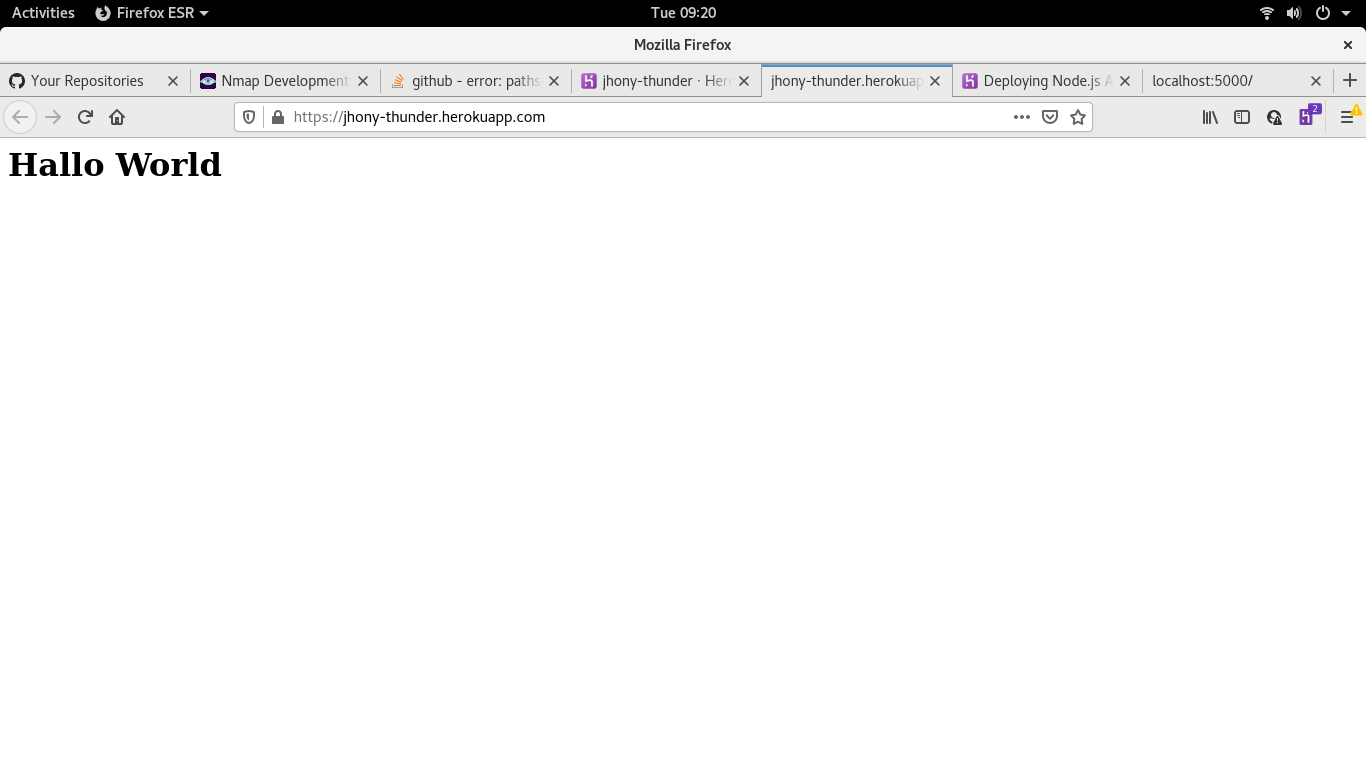 Activities Firefox ESR Tue 09:20
Mozilla Firefox
Your Repositories Nmap Development github - error: paths jhony-thunder · Her jhony-thunder.herokuap Deploying Node.js A localhost:5000/
https://jhony-thunder.herokuapp.com 2
Hallo World